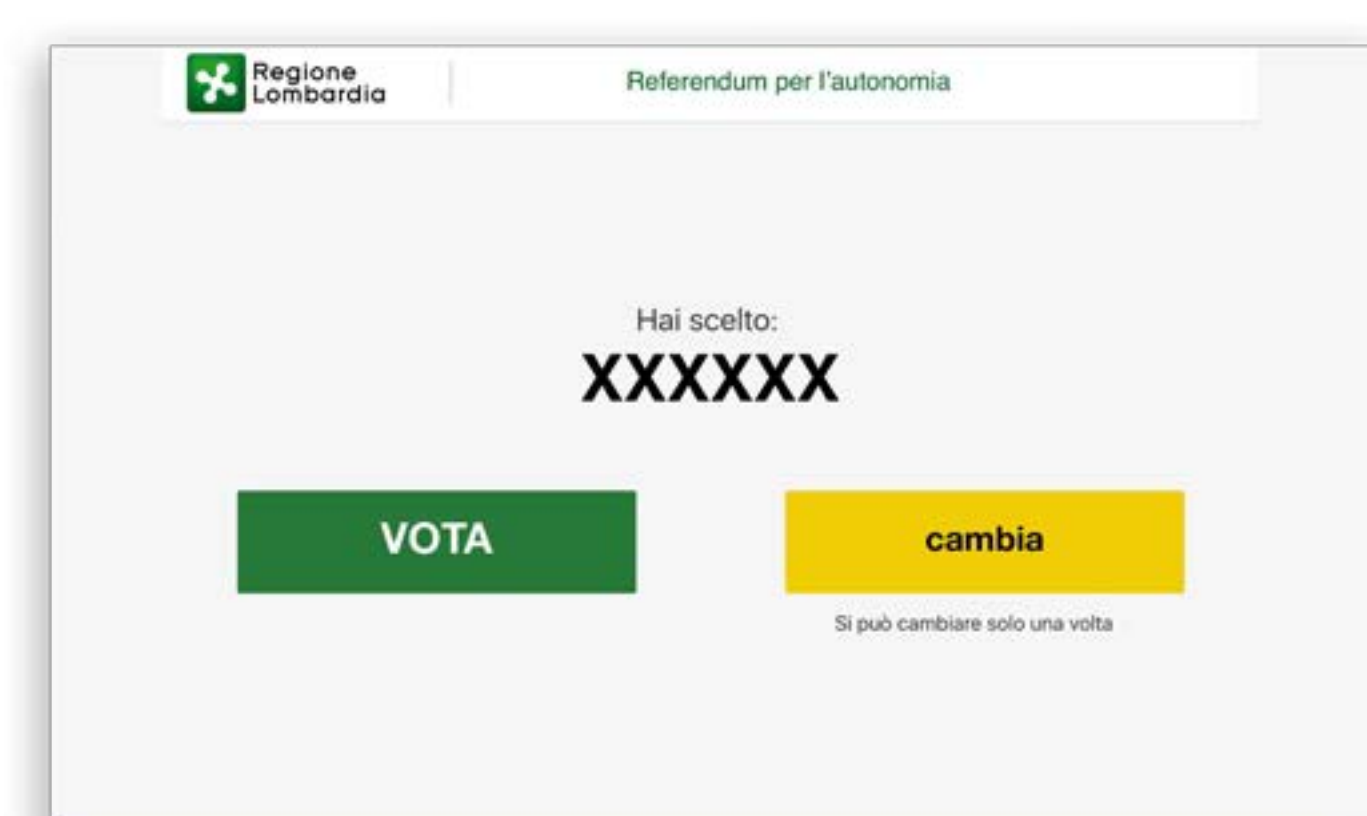 Regione
Lombardia
Referendum per l'autonomia
Hai scelto:
XXXXXX
VOTA
cambia
Si può cambiare solo una volta